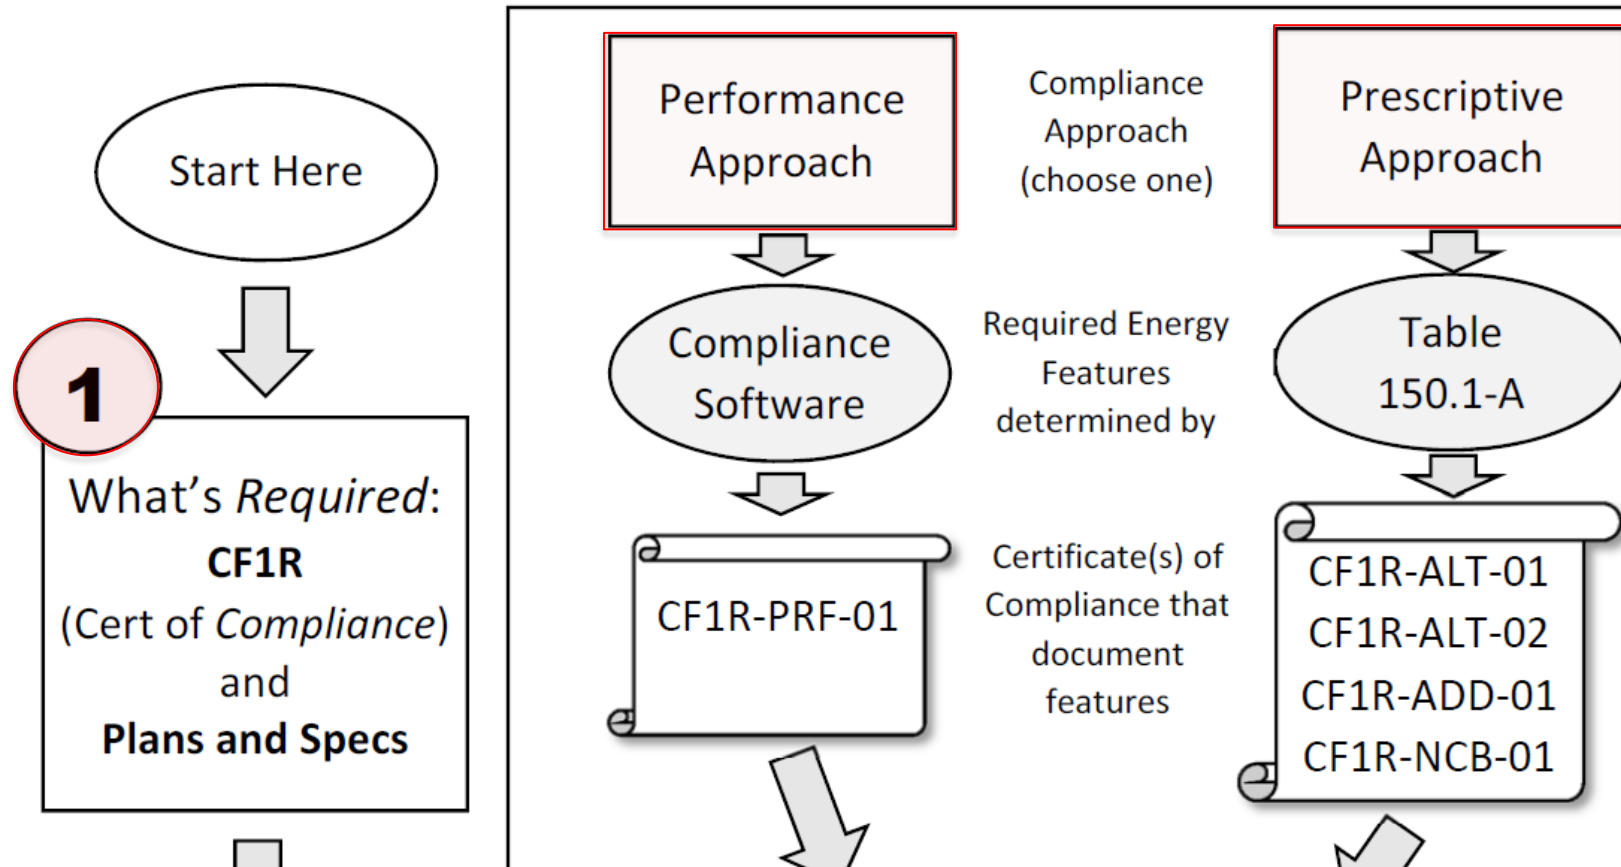 Start Here
1
What's Required:
CF1R
(Cert of Compliance)
and
Plans and Specs
Performance
Approach
Compliance
Approach
(choose one)
Prescriptive
Approach
Compliance
Software
Required Energy
Features
determined by
Table
150.1-A
CF1R-PRF-01
Certificate(s) of
Compliance that
document
features
CF1R-ALT-01
CF1R-ALT-02
CF1R-ADD-01
CF1R-NCB-01